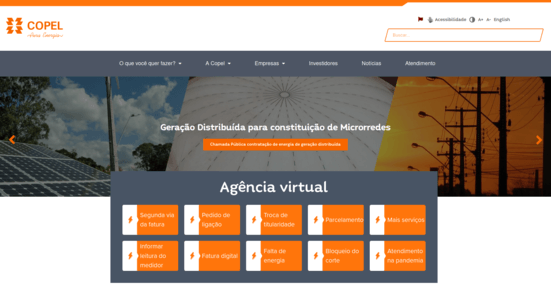 COPEL
Pura Energia
Acessibilidade A+ A- English
Buscar
O que você quer fazer? A Copel Empresas Investidores Notícias Atendimento
Geração Distribuída para constituição de Microrredes
Chamada Pública contratação de energia de geração distribuída
Agência virtual
Segunda via
da fatura
Pedido de
ligação
Troca de
titularidade
Parcelamento
Mais serviços
Informar
leitura do
medidor
Fatura digital
Falta de
energia
Bloqueio do
corte
Atendimento
na pandemia